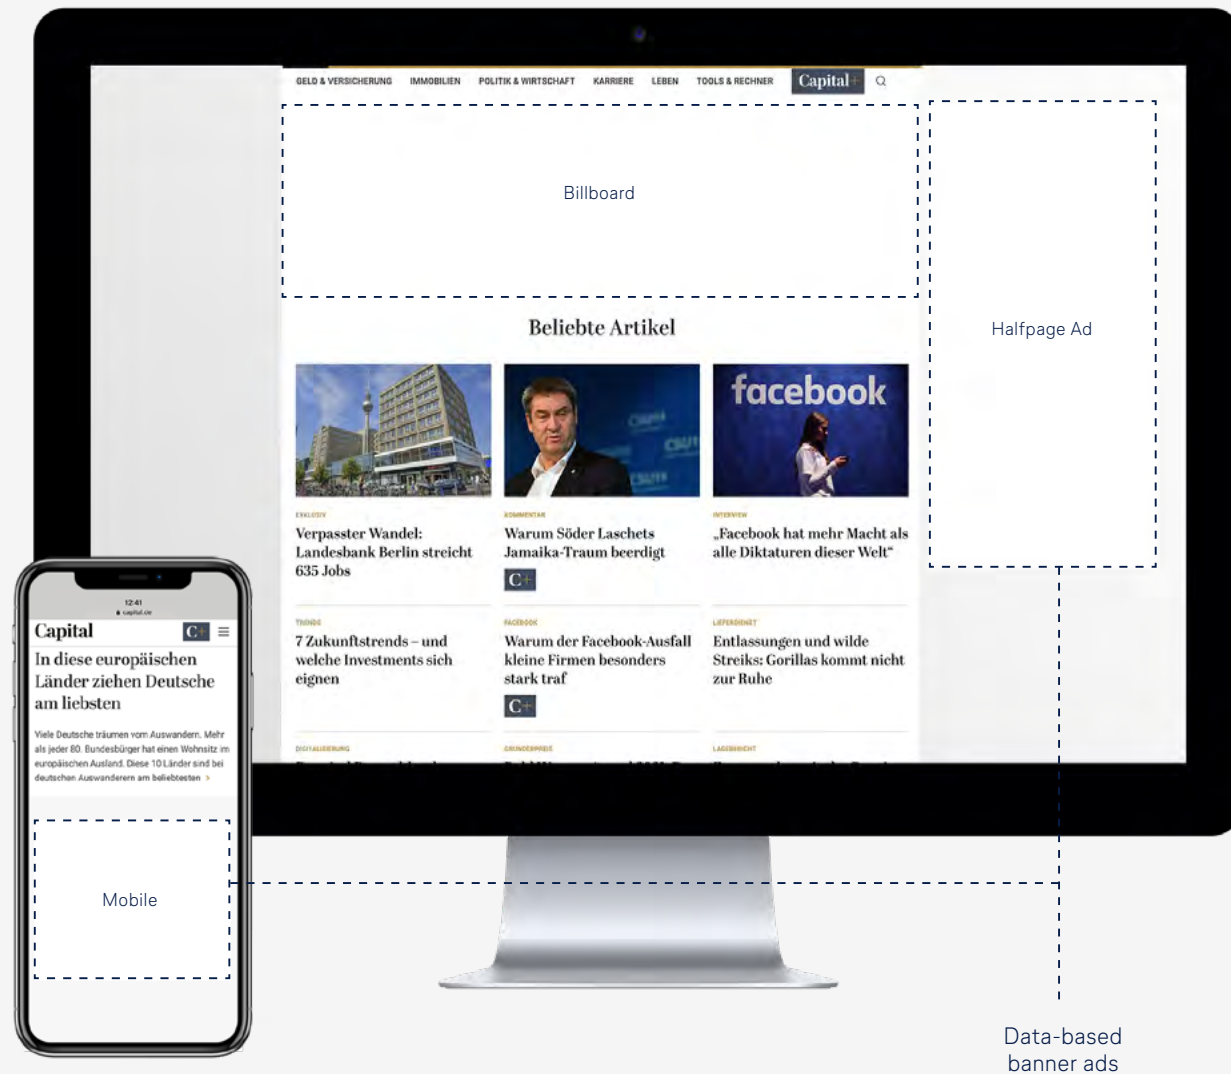 GELD & VERSICHERUNG IMMOBILIEN POLITIK & WIRTSCHAFT KARRIERE LEBEN TOOLS & RECHNER Capital+
Billboard
Halfpage Ad
Beliebte Artikel
facebook
CSU
CSU
EXKLUSIV
Verpasster Wandel:
Landesbank Berlin streicht
635 Jobs
KOMMENTAR
Warum Söder Laschets
Jamaika-Traum beerdigt
C+
INTERVIEW
„Facebook hat mehr Macht als
alle Diktaturen dieser Welt“
TRENDS
7 Zukunftstrends – und
welche Investments sich
eignen
FACEBOOK
Warum der Facebook-Ausfall
kleine Firmen besonders
stark traf
C+
LIEFERDIENST
Entlassungen und wilde
Streiks: Gorillas kommt nicht
zur Ruhe
DIGITALISIERUNG
GRÜNDERPREIS
LAGEBERICHT
12:41
capital.de
Capital C+
In diese europäischen
Länder ziehen Deutsche
am liebsten
Viele Deutsche träumen vom Auswandern. Mehr
als jeder 80. Bundesbürger hat einen Wohnsitz im
europäischen Ausland. Diese 10 Länder sind bei
deutschen Auswanderern am beliebtesten >
Mobile
Data-based
banner ads